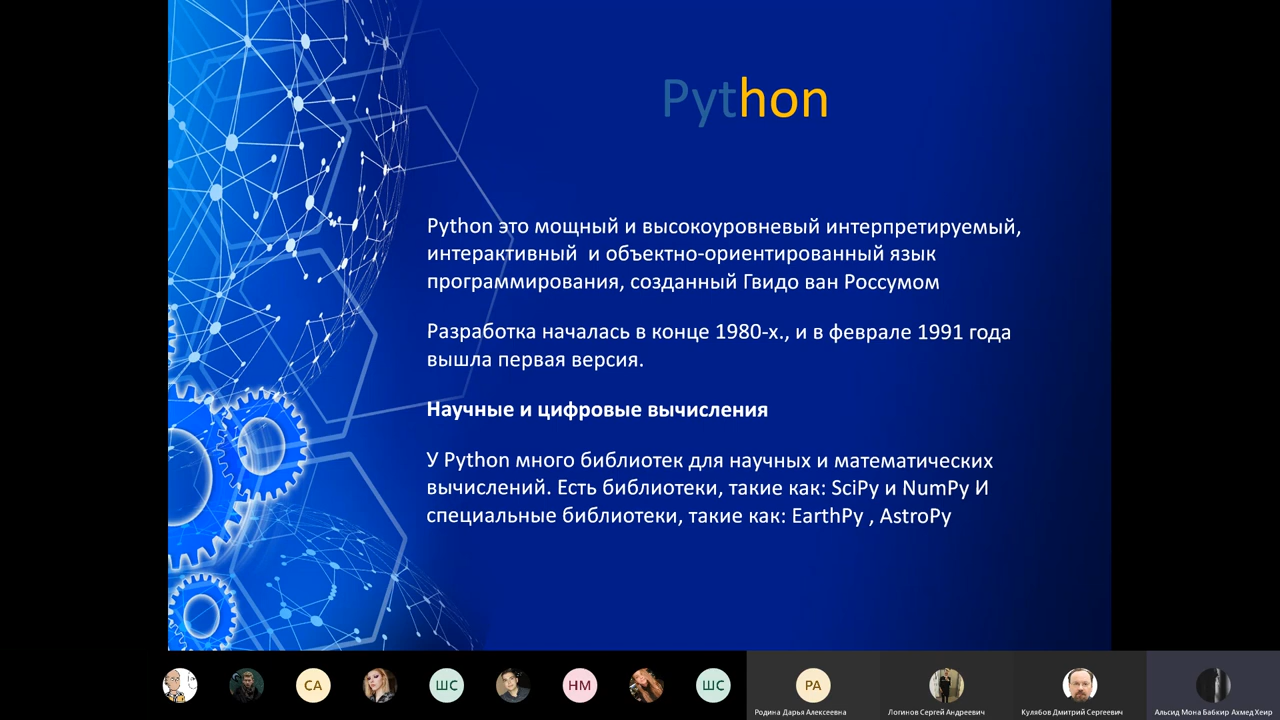 Python
Python это мощный и высокоуровневый интерпретируемый,
интерактивный  и объектно-ориентированный язык
программирования, созданный Гвидо ван Россумом
Разработка началась в конце 1980-х., и в феврале 1991 года
вышла первая версия.
Научные и цифровые вычисления
У Python много библиотек для научных и математических
вычислений. Есть библиотеки, такие как: SciPy и NumPy И
специальные библиотеки, такие как: EarthPy , AstroPy
СА
ШС
НМ
ШС
РА
Родина Дарья Алексеевна
Логинов Сергей Андреевич
Кулябов Дмитрий Сергеевич
Альсид Мона Бабкир Ахмед Хеир